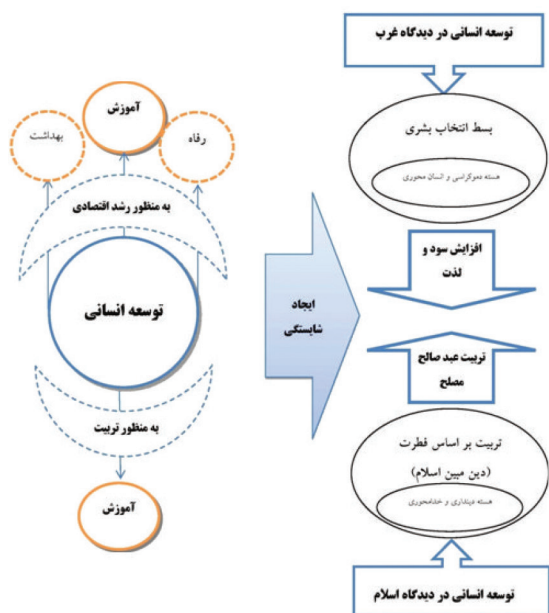 توسعه انسانی در دیدگاه غرب
بسط انتخاب بشری
هسته دموکراسی و انسان محوری
افزایش سود و
لذت
تربیت عبد صالح
مصلح
تربیت بر اساس فطرت
(دین مبین اسلام)
هسته دینداری و خدامحوری
توسعه انسانی در دیدگاه اسلام
ایجاد
شایستگی
آموزش
رفاه
بهداشت
به منظور رشد اقتصادی
توسعه انسانی
به منظور تربیت
آموزش